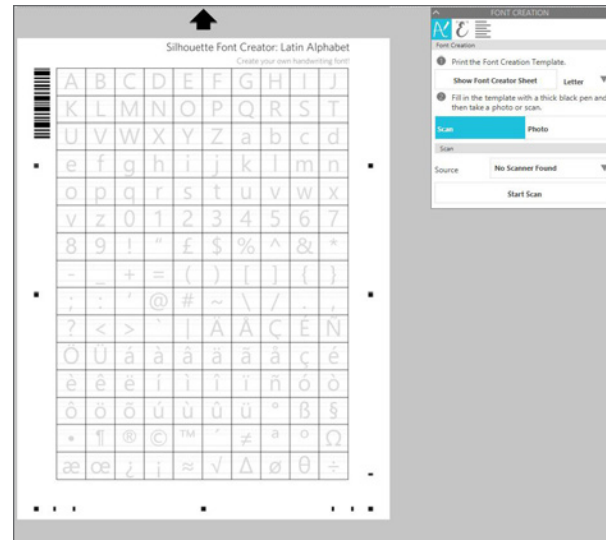 Silhouette Font Creator: Latin Alphabet
Create your own handwriting font!
A B C D E F G H I J
K L M N O P Q R S T
U V W X Y Z a b c d
e f g h i j k l m n
o p q r s t u v w x
v z 0 1 2 3 4 5 6 7
8 9 ! " £ $ % ^ & *
- _ + = ( ) [ ] { }
; : ' @ # ~ \ / . ,
? < > ` | Ä Å Ç É Ñ
Ö Ü á à â ä ã å ç é
è ê ë í ì î ï ñ ó ò
ô ö õ ú ù û ü ° ß §
• ¶ ® © ™ ´ ≠ ª º Ω
æ œ ¿ ¡ ≈ √ Δ ø θ ÷
FONT CREATION
Font Creation
1 Print the Font Creation Template.
Show Font Creator Sheet Letter
2 Fill in the template with a thick black pen and
then take a photo or scan.
Scan Photo
Scan
Source No Scanner Found
Start Scan